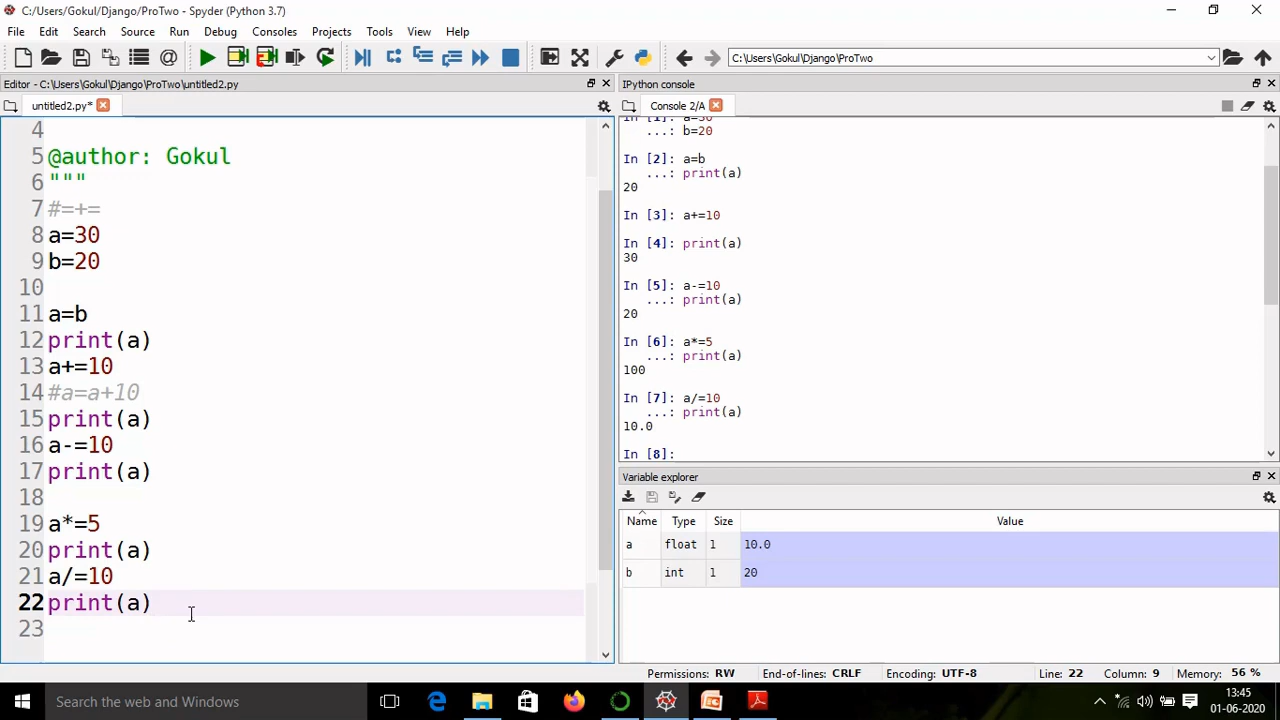 C:/Users/Gokul/Django/ProTwo - Spyder (Python 3.7)
File Edit Search Source Run Debug Consoles Projects Tools View Help
C:\Users\Gokul\Django\ProTwo
Editor - C:\Users\Gokul\Django\ProTwo\untitled2.py
untitled2.py*
4
5 @author: Gokul
6 """
7 #=+=
8 a=30
9 b=20
10
11 a=b
12 print(a)
13 a+=10
14 #a=a+10
15 print(a)
16 a-=10
17 print(a)
18
19 a*=5
20 print(a)
21 a/=10
22 print(a)
23
IPython console
Console 2/A
In [1]: a=30
...: b=20
In [2]: a=b
...: print(a)
20
In [3]: a+=10
In [4]: print(a)
30
In [5]: a-=10
...: print(a)
20
In [6]: a*=5
...: print(a)
100
In [7]: a/=10
...: print(a)
10.0
In [8]:
Variable explorer
Name Type Size Value
a float 1 10.0
b int 1 20
Permissions: RW End-of-lines: CRLF Encoding: UTF-8 Line: 22 Column: 9 Memory: 56 %
Search the web and Windows
13:45
01-06-2020